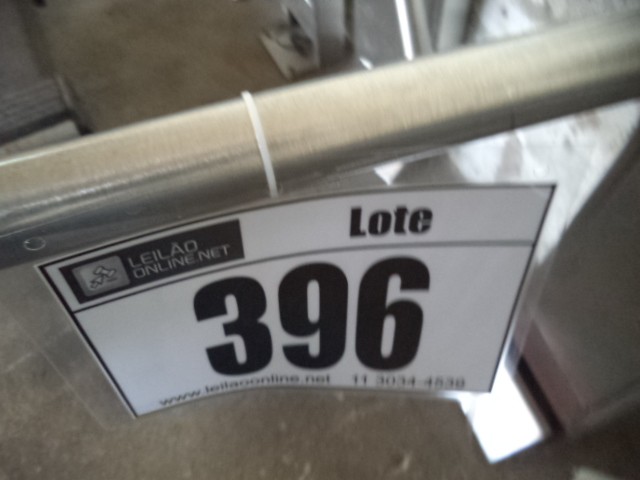 Lote
LEILÃO
ONLINE.NET
396
www.leilaoonline.net 11 3034-4538